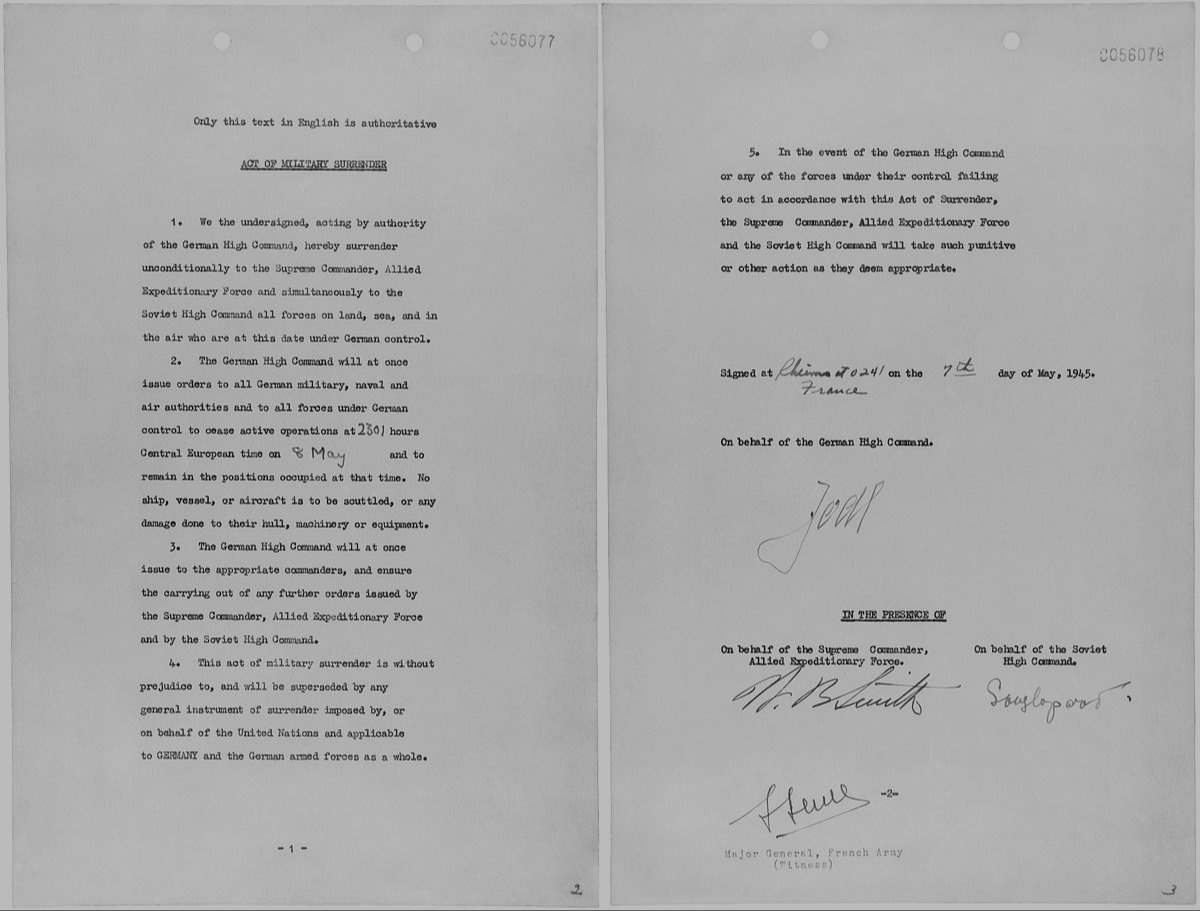 0056077
Only this text in English is authoritative
ACT OF MILITARY SURRENDER
1. We the undersigned, acting by authority
of the German High Command, hereby surrender
unconditionally to the Supreme Commander, Allied
Expeditionary Force and simultaneously to the
Soviet High Command all forces on land, sea, and in
the air who are at this date under German control.
2. The German High Command will at once
issue orders to all German military, naval and
air authorities and to all forces under German
control to cease active operations at 2301 hours
Central European time on 8 May and to
remain in the positions occupied at that time. No
ship, vessel, or aircraft is to be scuttled, or any
damage done to their hull, machinery or equipment.
3. The German High Command will at once
issue to the appropriate commanders, and ensure
the carrying out of any further orders issued by
the Supreme Commander, Allied Expeditionary Force
and by the Soviet High Command.
4. This act of military surrender is without
prejudice to, and will be superseded by any
general instrument of surrender imposed by, or
on behalf of the United Nations and applicable
to GERMANY and the German armed forces as a whole.
- 1 -
2
0056078
5. In the event of the German High Command
or any of the forces under their control failing
to act in accordance with this Act of Surrender,
the Supreme Commander, Allied Expeditionary Force
and the Soviet High Command will take such punitive
or other action as they deem appropriate.
Signed at Rheims at 0241 on the 7th day of May, 1945.
France
On behalf of the German High Command.
Jodl
IN THE PRESENCE OF
On behalf of the Supreme Commander,
Allied Expeditionary Force.
W. B. Smith
On behalf of the Soviet
High Command.
-2-
Major General, French Army
(Witness)
3